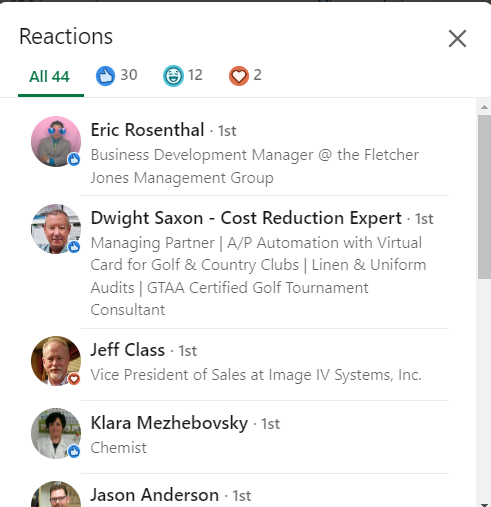 Reactions
All 44 30 12 2
Eric Rosenthal · 1st
Business Development Manager @ the Fletcher
Jones Management Group
Dwight Saxon - Cost Reduction Expert · 1st
Managing Partner | A/P Automation with Virtual
Card for Golf & Country Clubs | Linen & Uniform
Audits | GTAA Certified Golf Tournament
Consultant
Jeff Class · 1st
Vice President of Sales at Image IV Systems, Inc.
Klara Mezhebovsky · 1st
Chemist
Jason Anderson · 1st